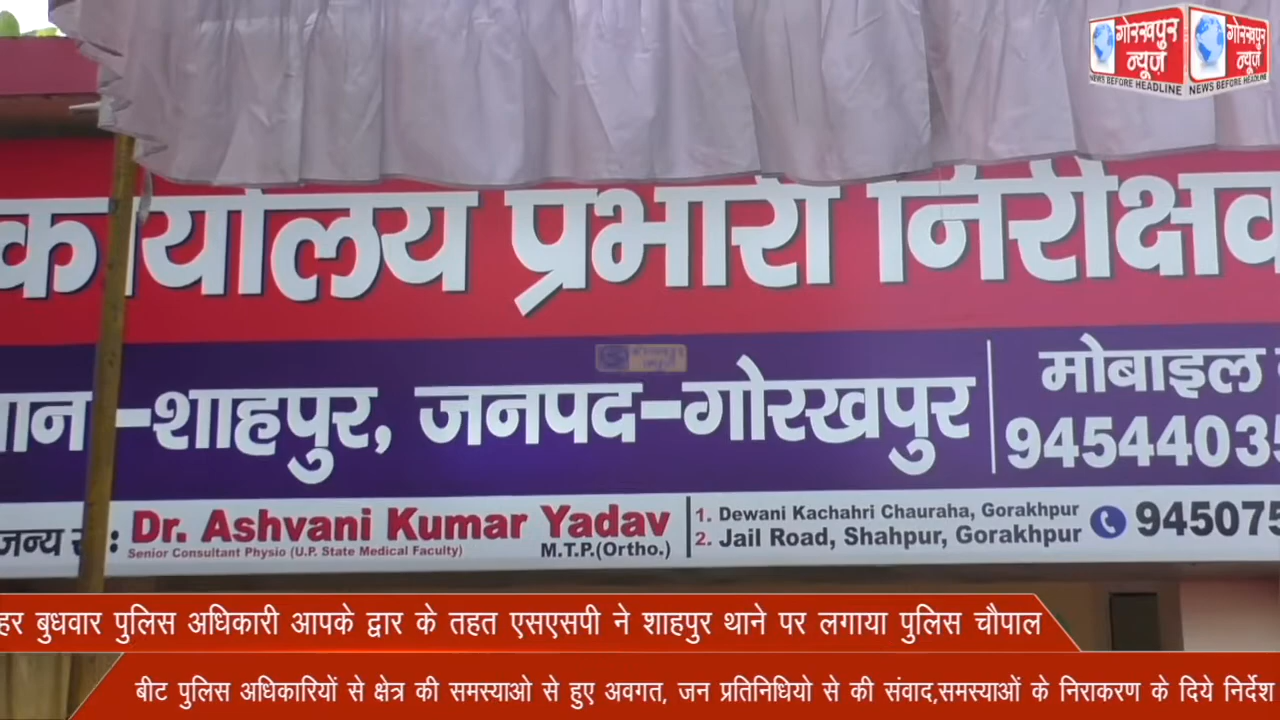 गोरखपुर गोरखपुर
न्यूज़ न्यूज़
NEWS BEFORE HEADLINE NEWS BEFORE HEADLINE
कार्यालय प्रभारी निरीक्षक
-शाहपुर, जनपद-गोरखपुर
मोबाइल
94544035
जन्य
Dr. Ashvani Kumar Yadav
Senior Consultant Physio (U.P. State Medical Faculty)
M.T.P.(Ortho.)
1. Dewani Kachahri Chauraha, Gorakhpur
2. Jail Road, Shahpur, Gorakhpur
945075
हर बुधवार पुलिस अधिकारी आपके द्वार के तहत एसएसपी ने शाहपुर थाने पर लगाया पुलिस चौपाल
बीट पुलिस अधिकारियों से क्षेत्र की समस्याओ से हुए अवगत, जन प्रतिनिधियो से की संवाद,समस्याओं के निराकरण के दिये निर्देश